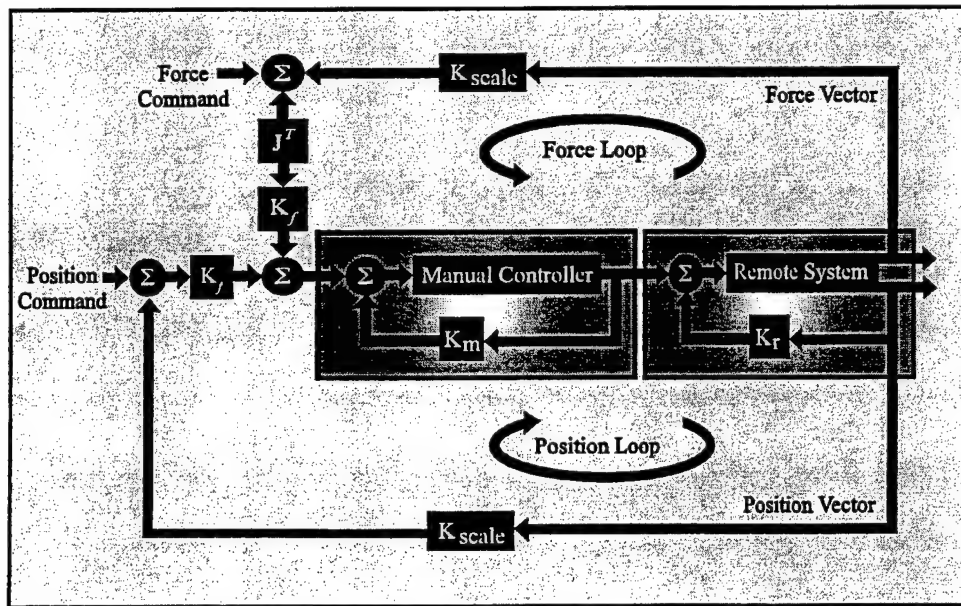 Force
Command
Σ
K scale
Force Vector
J^T
Force Loop
K_f
Position
Command
Σ
K_f
Σ
Σ
Manual Controller
Σ
Remote System
K_m
K_r
Position Loop
Position Vector
K scale